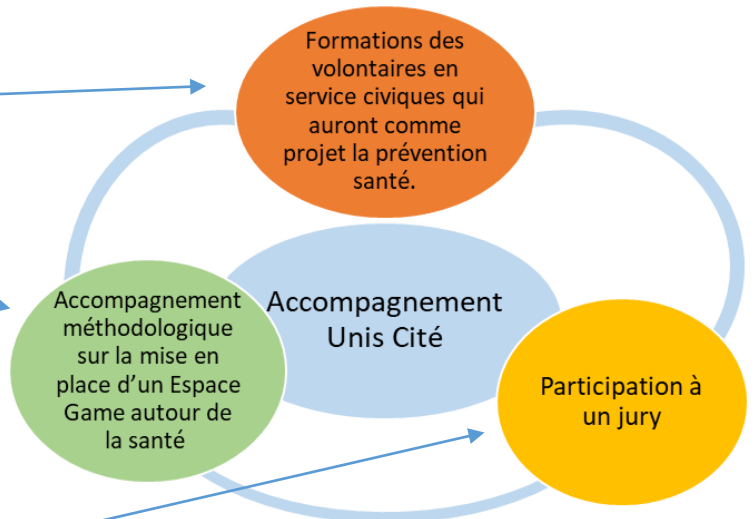 Formations des
volontaires en
service civiques qui
auront comme
projet la prévention
santé.
Accompagnement
Unis Cité
Accompagnement
méthodologique
sur la mise en
place d’un Espace
Game autour de
la santé
Participation à
un jury